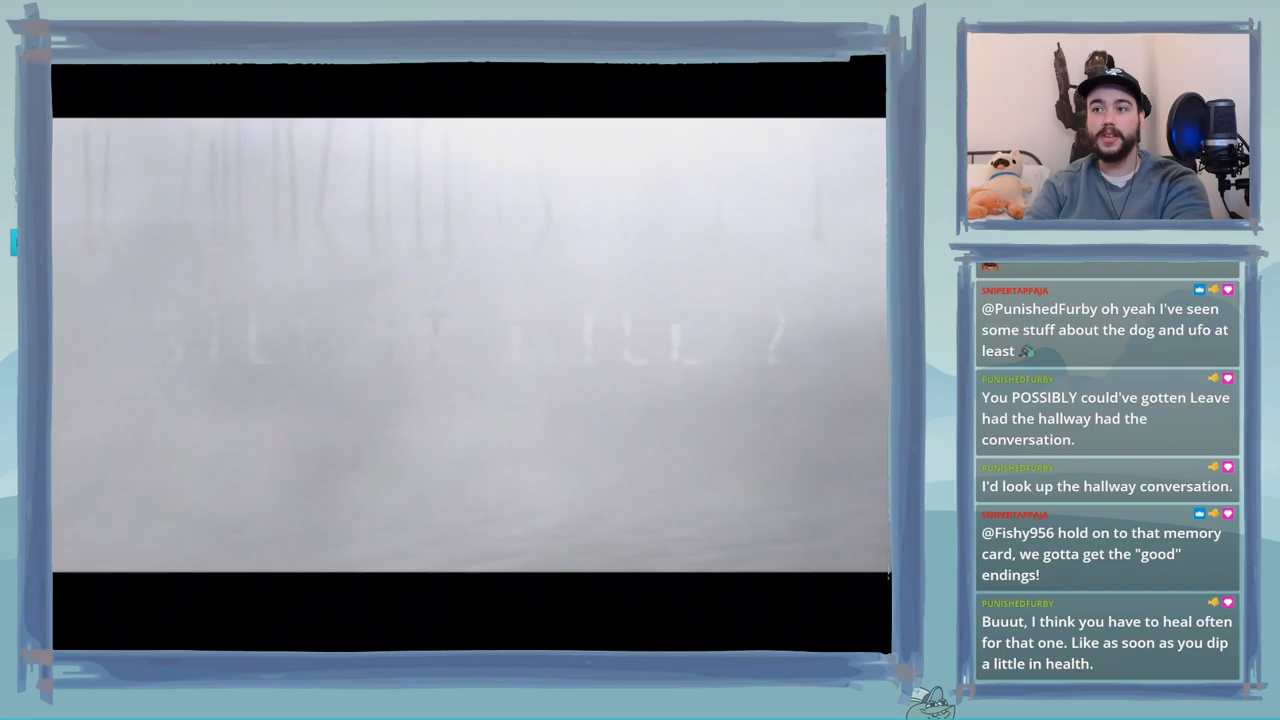 SILENT HILL 2
SNIPERTAPPAJA
@PunishedFurby oh yeah I've seen
some stuff about the dog and ufo at
least
PUNISHEDFURBY
You POSSIBLY could've gotten Leave
had the hallway had the
conversation.
PUNISHEDFURBY
I'd look up the hallway conversation.
SNIPERTAPPAJA
@Fishy956 hold on to that memory
card, we gotta get the "good"
endings!
PUNISHEDFURBY
Buuut, I think you have to heal often
for that one. Like as soon as you dip
a little in health.